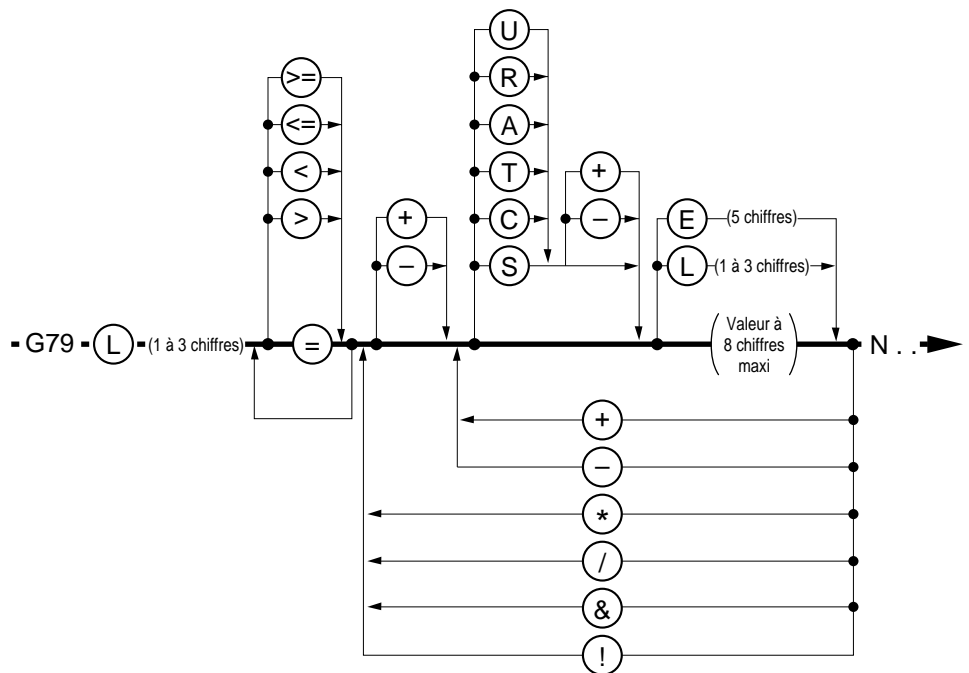 U
>=
R
<=
A
<
T
+
>
+
C
–
E (5 chiffres)
–
S
L (1 à 3 chiffres)
G79 L (1 à 3 chiffres) = (Valeur à 8 chiffres maxi) N . .
+
–
*
/
&
!